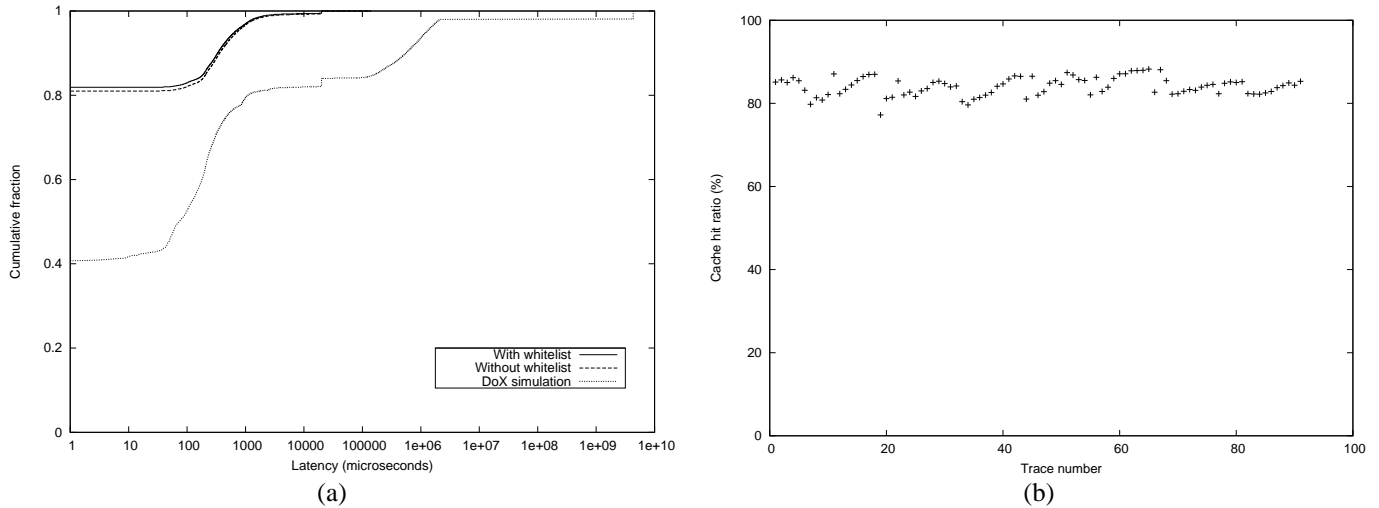 1
0.8
0.6
0.4
0.2
0
Cumulative fraction
With whitelist
Without whitelist
DoX simulation
1 10 100 1000 10000 100000 1e+06 1e+07 1e+08 1e+09 1e+10
Latency (microseconds)
(a)
100
80
60
40
20
0
Cache hit ratio (%)
0 20 40 60 80 100
Trace number
(b)